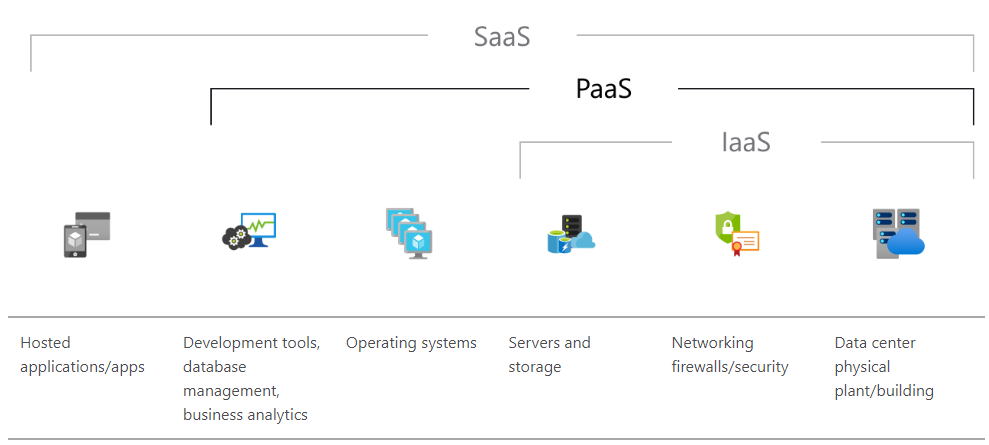 SaaS
PaaS
IaaS
Hosted
applications/apps
Development tools,
database
management,
business analytics
Operating systems
Servers and
storage
Networking
firewalls/security
Data center
physical
plant/building